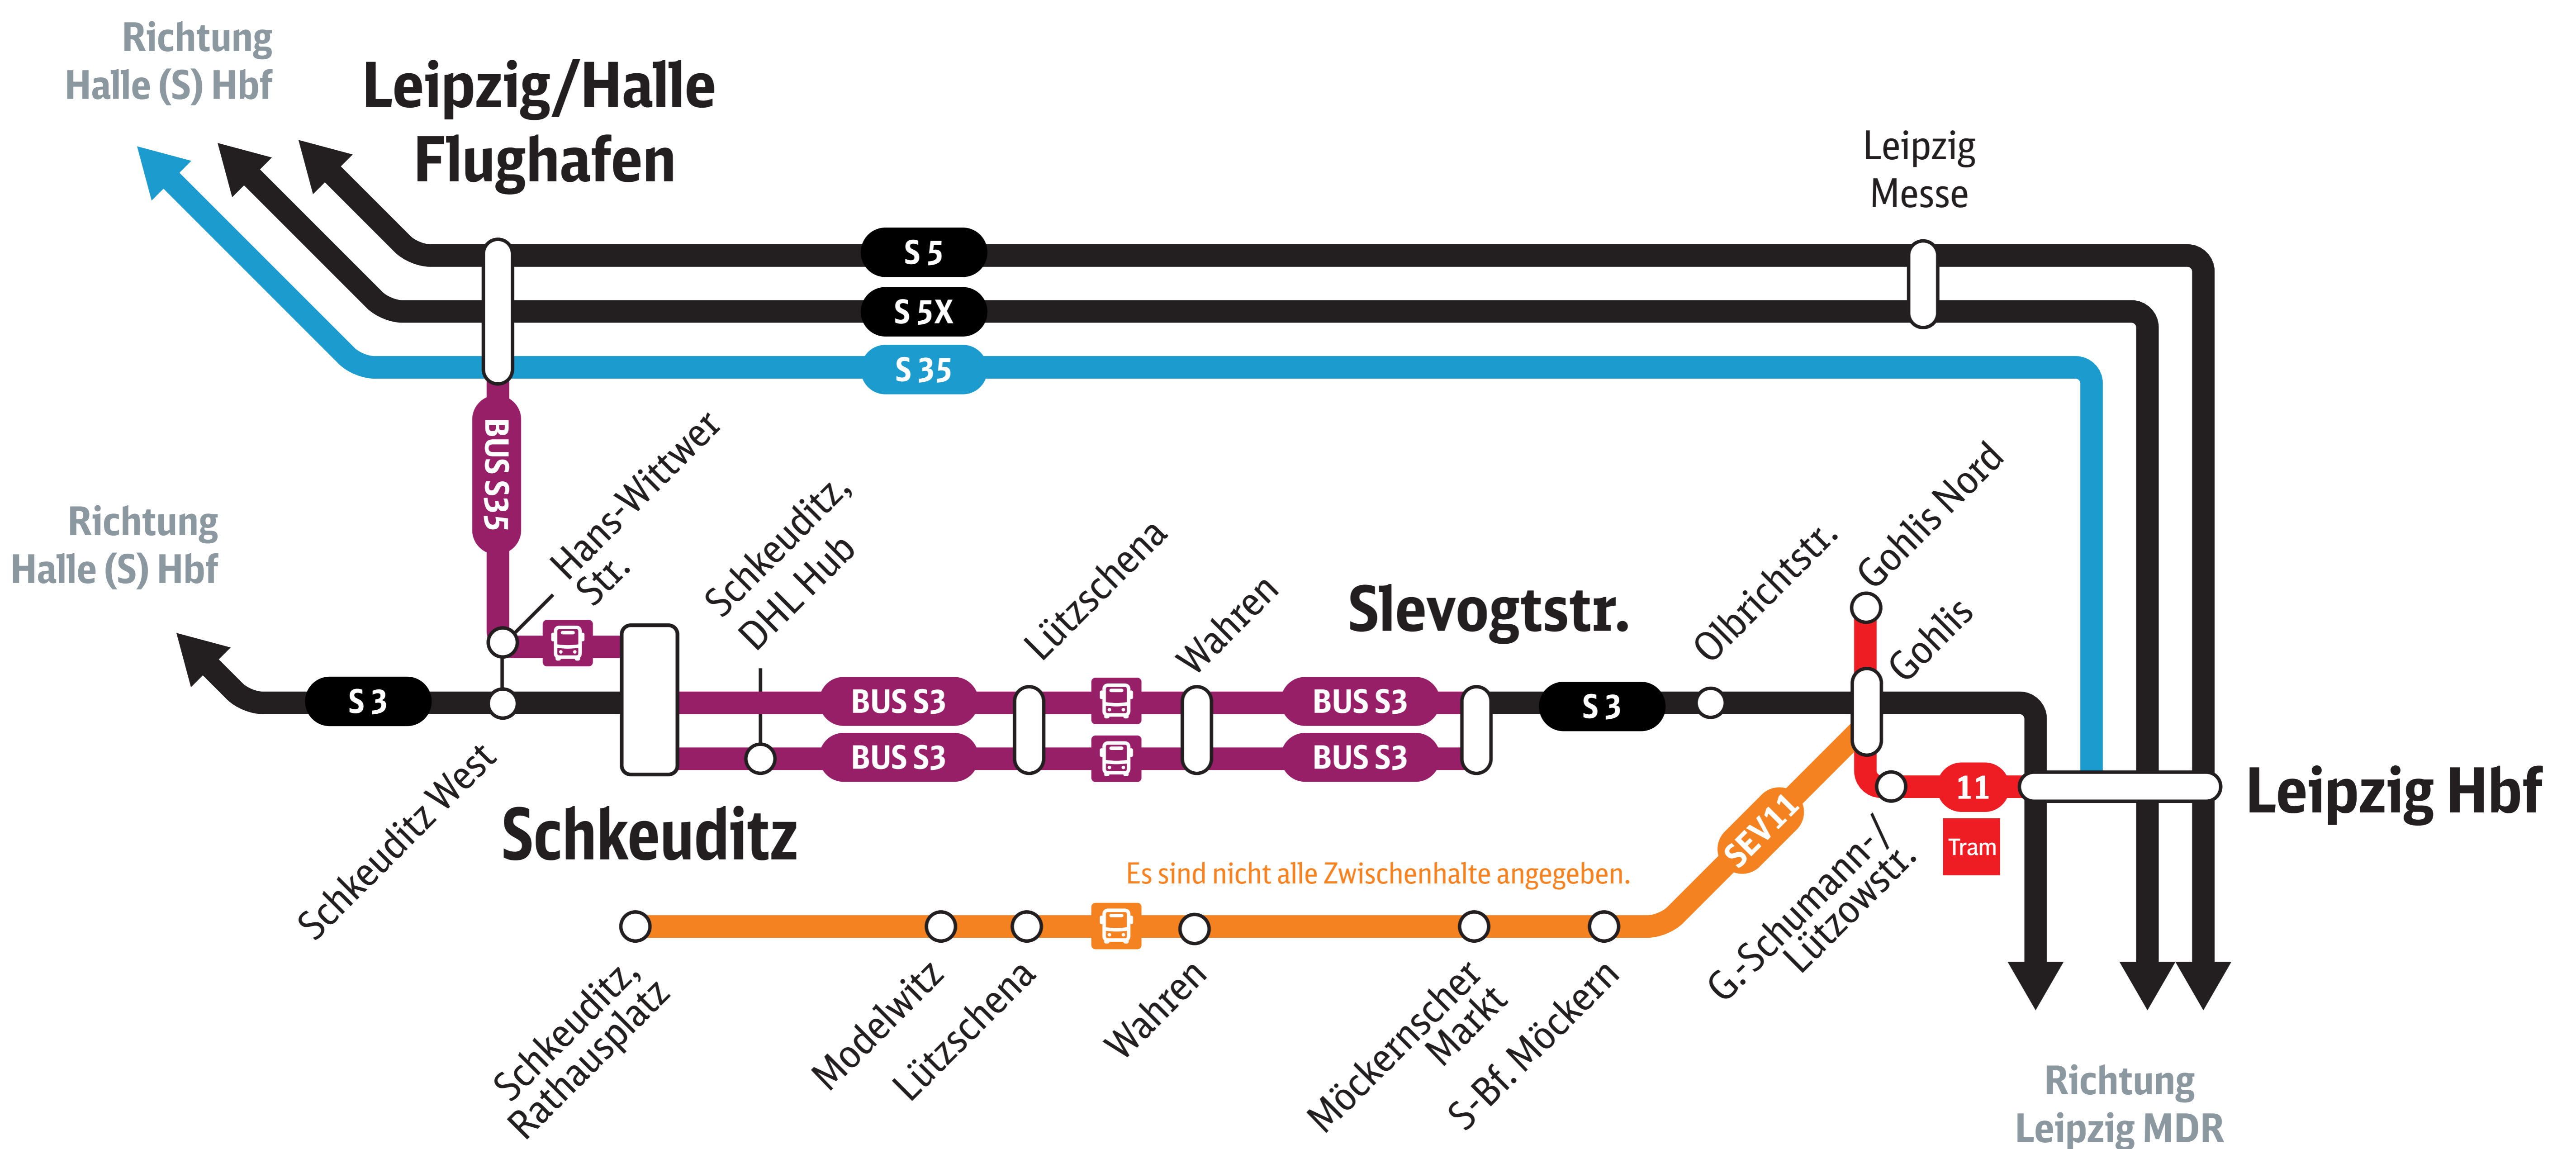 Richtung
Halle (S) Hbf
Leipzig/Halle
Flughafen
Leipzig
Messe
S 5
S 5X
S 35
BUS S35
Hans-Wittwer
Str.
Schkeuditz,
DHL Hub
Lützschena
Wahren
Slevogtstr.
Olbrichtstr.
Gohlis Nord
Gohlis
Richtung
Halle (S) Hbf
S 3
BUS S3
BUS S3
S 3
BUS S3
BUS S3
Schkeuditz West
Schkeuditz
11
Tram
Leipzig Hbf
SEV11
G.-Schumann-/
Lützowstr.
Es sind nicht alle Zwischenhalte angegeben.
Schkeuditz,
Rathausplatz
Modelwitz
Lützschena
Wahren
Möckernscher
Markt
S-Bf. Möckern
Richtung
Leipzig MDR